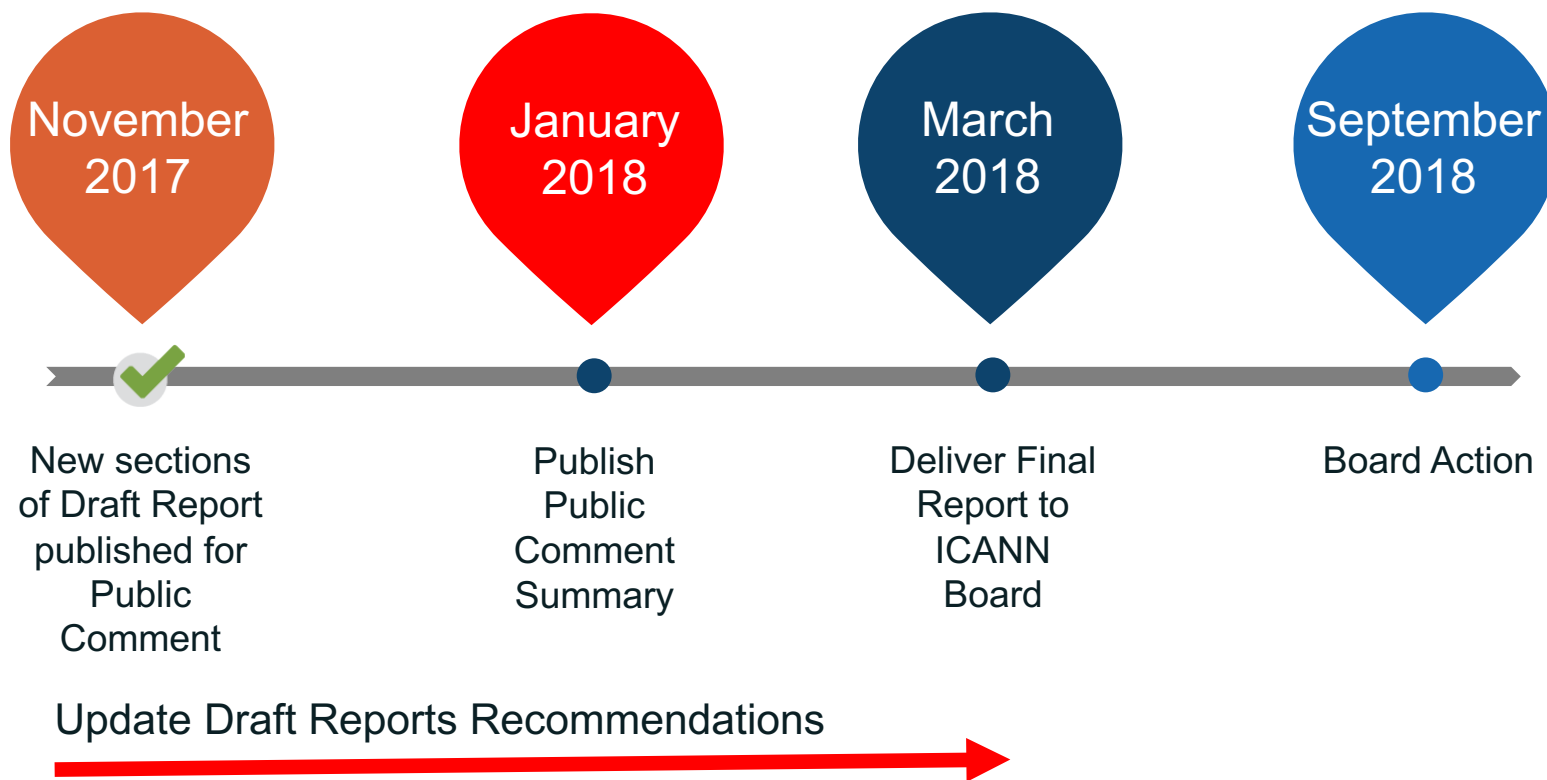 November
2017
January
2018
March
2018
September
2018
New sections
of Draft Report
published for
Public
Comment
Publish
Public
Comment
Summary
Deliver Final
Report to
ICANN
Board
Board Action
Update Draft Reports Recommendations